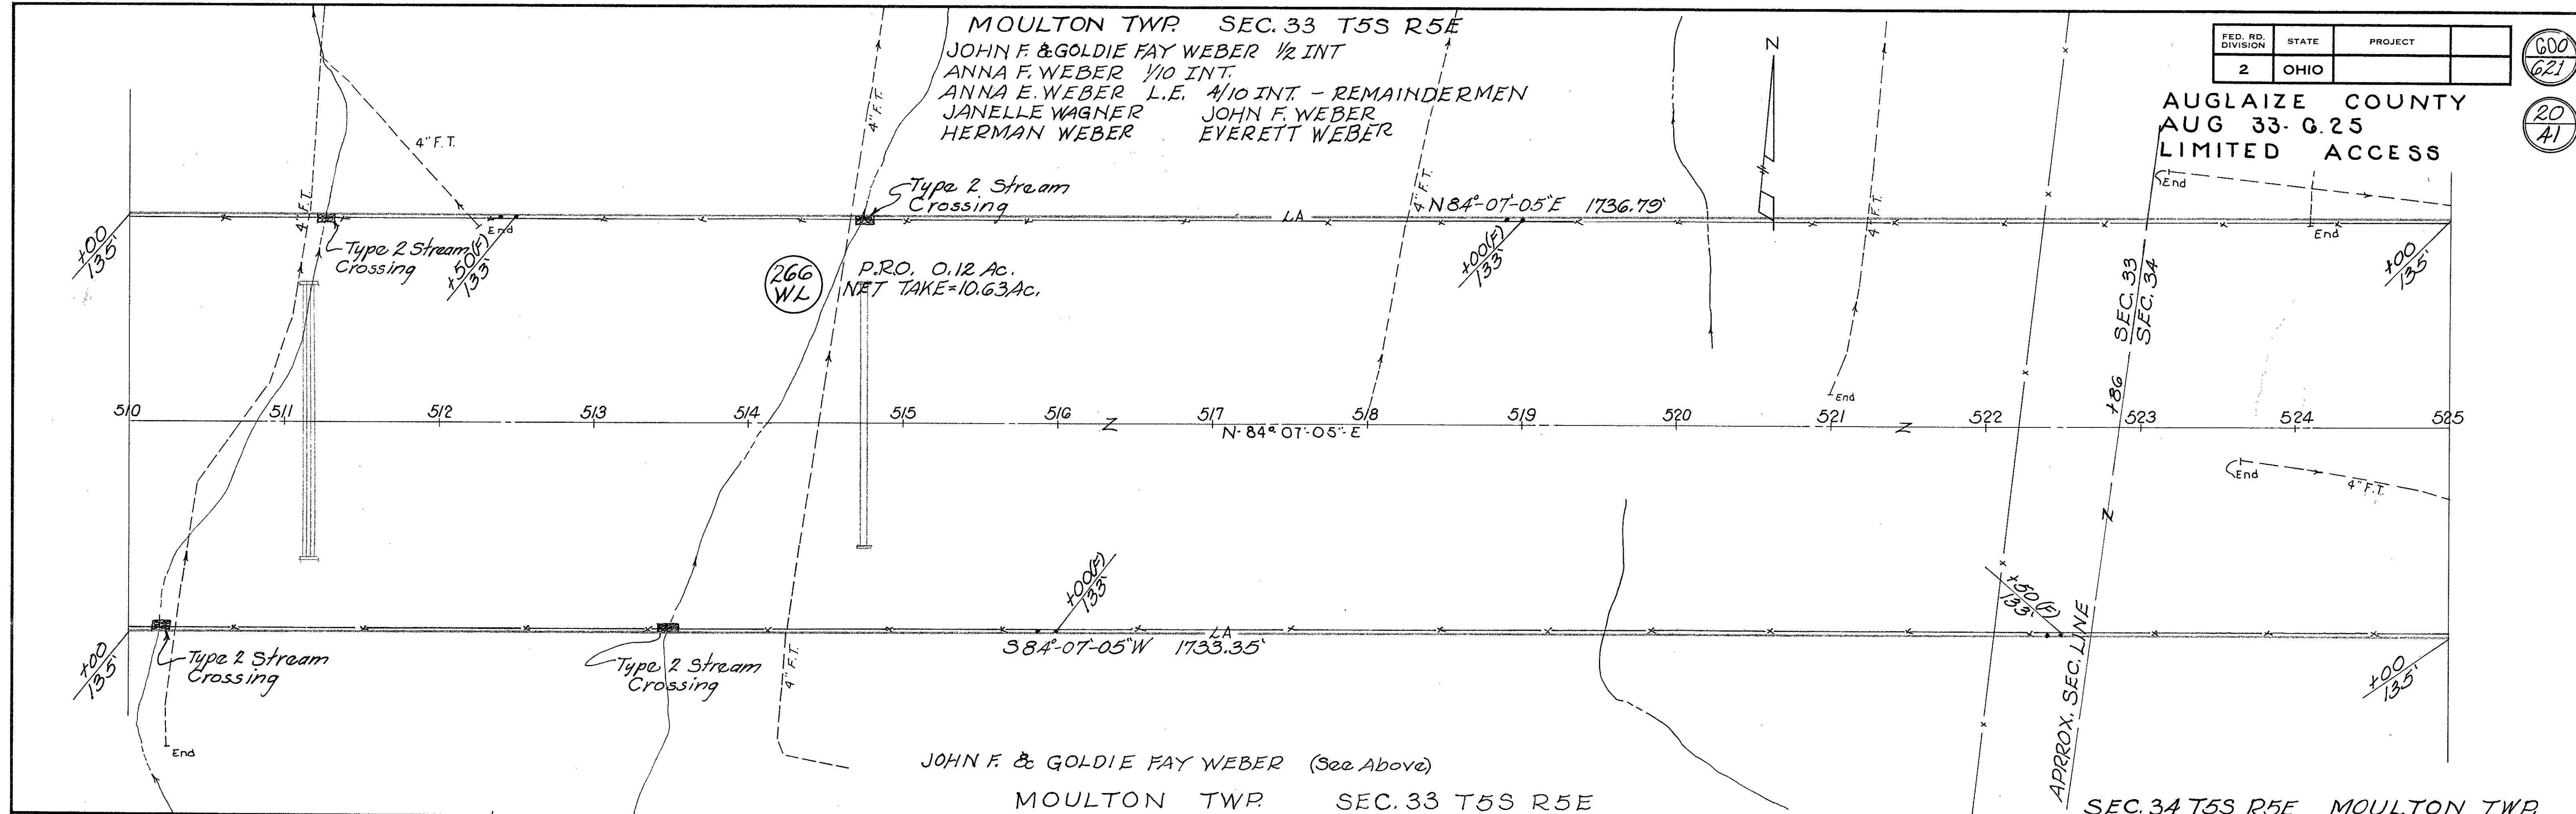 MOULTON TWP. SEC. 33 T5S R5E
JOHN F. & GOLDIE FAY WEBER 1/2 INT
ANNA F. WEBER 1/10 INT.
ANNA E. WEBER L.E. 4/10 INT. - REMAINDERMEN
JANELLE WAGNER JOHN F. WEBER
HERMAN WEBER EVERETT WEBER
FED. RD. DIVISION STATE PROJECT
2 OHIO
600
621
20
41
AUGLAIZE COUNTY
AUG 33-6.25
LIMITED ACCESS
N
4" F.T.
4" F.T.
4" F.T.
4" F.T.
4" F.T.
End
Type 2 Stream
Crossing
LA
N 84°-07'-05"E 1736.79'
+00
135'
Type 2 Stream
Crossing
+50(F)
133'
End
+00(F)
133'
End
+00
135'
266
WL
P.R.O. 0.12 Ac.
NET TAKE=10.63 Ac.
SEC. 33
SEC. 34
+86
End
510 511 512 513 514 515 516 517 518 519 520 521 522 523 524 525
N-84° 07'-05"-E
End
4" F.T.
+00(F)
133'
+50(F)
133'
LA
S 84°-07'-05"W 1733.35'
+00
135'
Type 2 Stream
Crossing
Type 2 Stream
Crossing
4" F.T.
APRROX. SEC. LINE
+00
135'
End
JOHN F. & GOLDIE FAY WEBER (See Above)
MOULTON TWP. SEC. 33 T5S R5E
SEC. 34 T5S R5E MOULTON TWP.